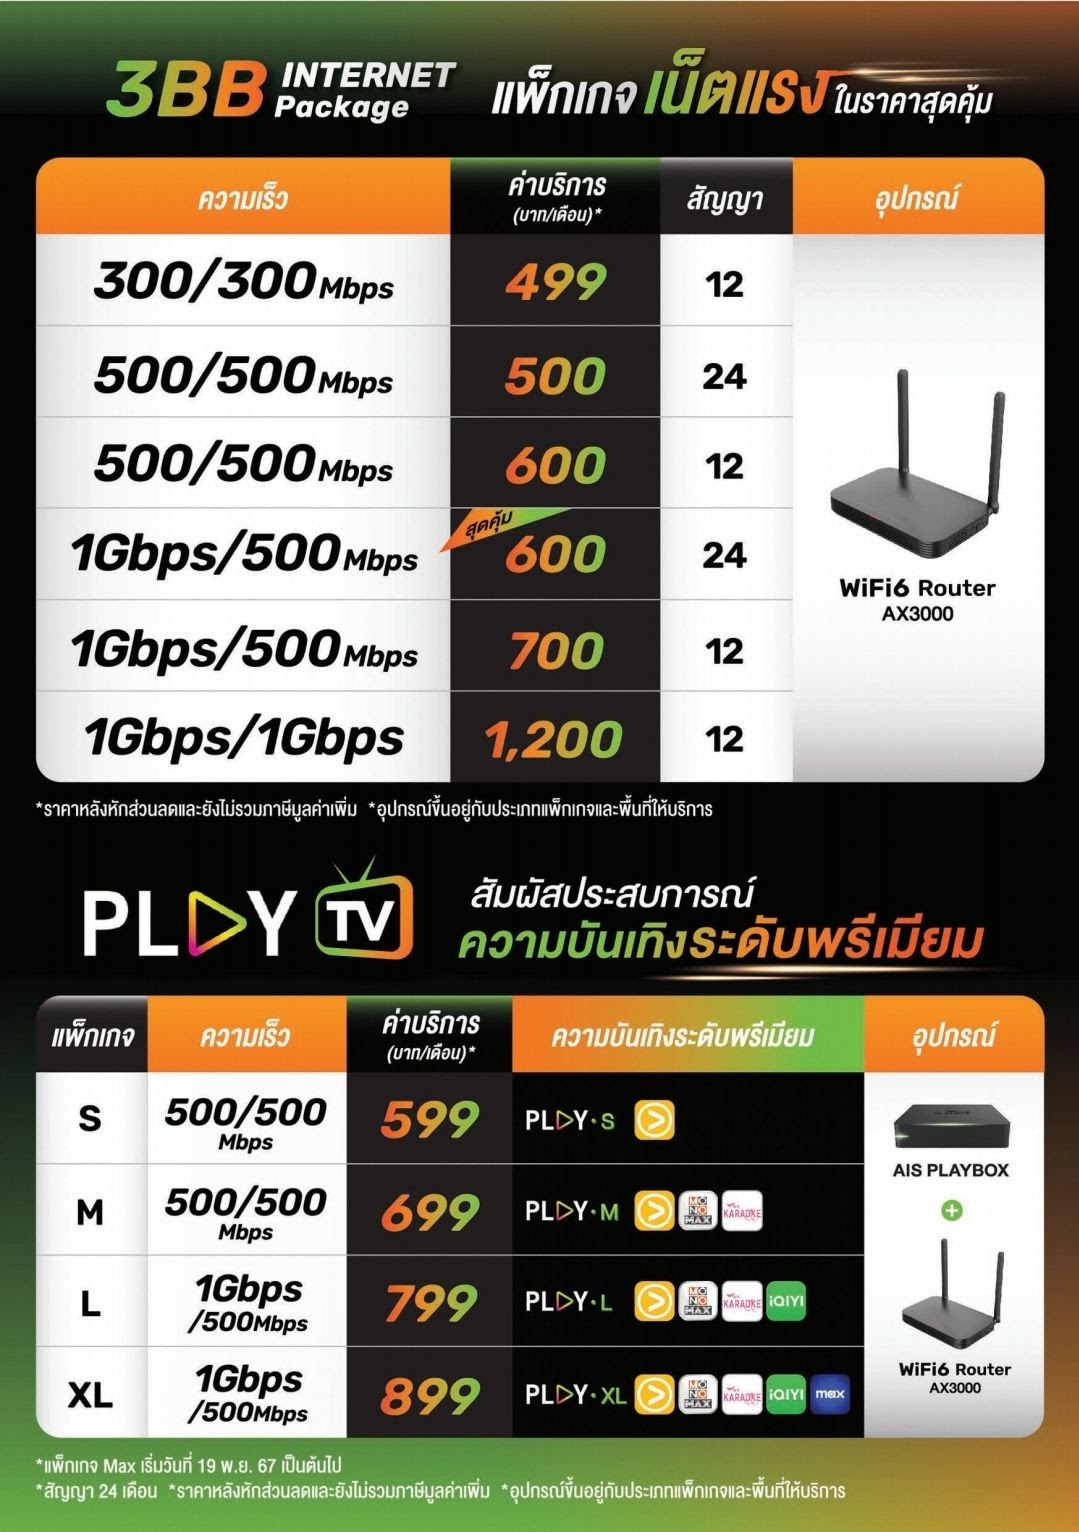 3BB INTERNET Package
แพ็กเกจ เน็ตแรง ในราคาสุดคุ้ม
ความเร็ว ค่าบริการ (บาท/เดือน)* สัญญา อุปกรณ์
300/300 Mbps 499 12
500/500 Mbps 500 24
500/500 Mbps 600 12
สุดคุ้ม
1Gbps/500 Mbps 600 24
1Gbps/500 Mbps 700 12
1Gbps/1Gbps 1,200 12
WiFi6 Router
AX3000
*ราคาหลังหักส่วนลดและยังไม่รวมภาษีมูลค่าเพิ่ม *อุปกรณ์ขึ้นอยู่กับประเภทแพ็กเกจและพื้นที่ให้บริการ
PLAY TV
สัมผัสประสบการณ์
ความบันเทิงระดับพรีเมียม
แพ็กเกจ ความเร็ว ค่าบริการ (บาท/เดือน)* ความบันเทิงระดับพรีเมียม อุปกรณ์
S 500/500 Mbps 599 PLAY·S
M 500/500 Mbps 699 PLAY·M MONOMAX KARAOKE
L 1Gbps/500Mbps 799 PLAY·L MONOMAX KARAOKE iQIYI
XL 1Gbps/500Mbps 899 PLAY·XL MONOMAX KARAOKE iQIYI max
AIS PLAYBOX
+
WiFi6 Router
AX3000
*แพ็กเกจ Max เริ่มวันที่ 19 พ.ย. 67 เป็นต้นไป
*สัญญา 24 เดือน *ราคาหลังหักส่วนลดและยังไม่รวมภาษีมูลค่าเพิ่ม *อุปกรณ์ขึ้นอยู่กับประเภทแพ็กเกจและพื้นที่ให้บริการ